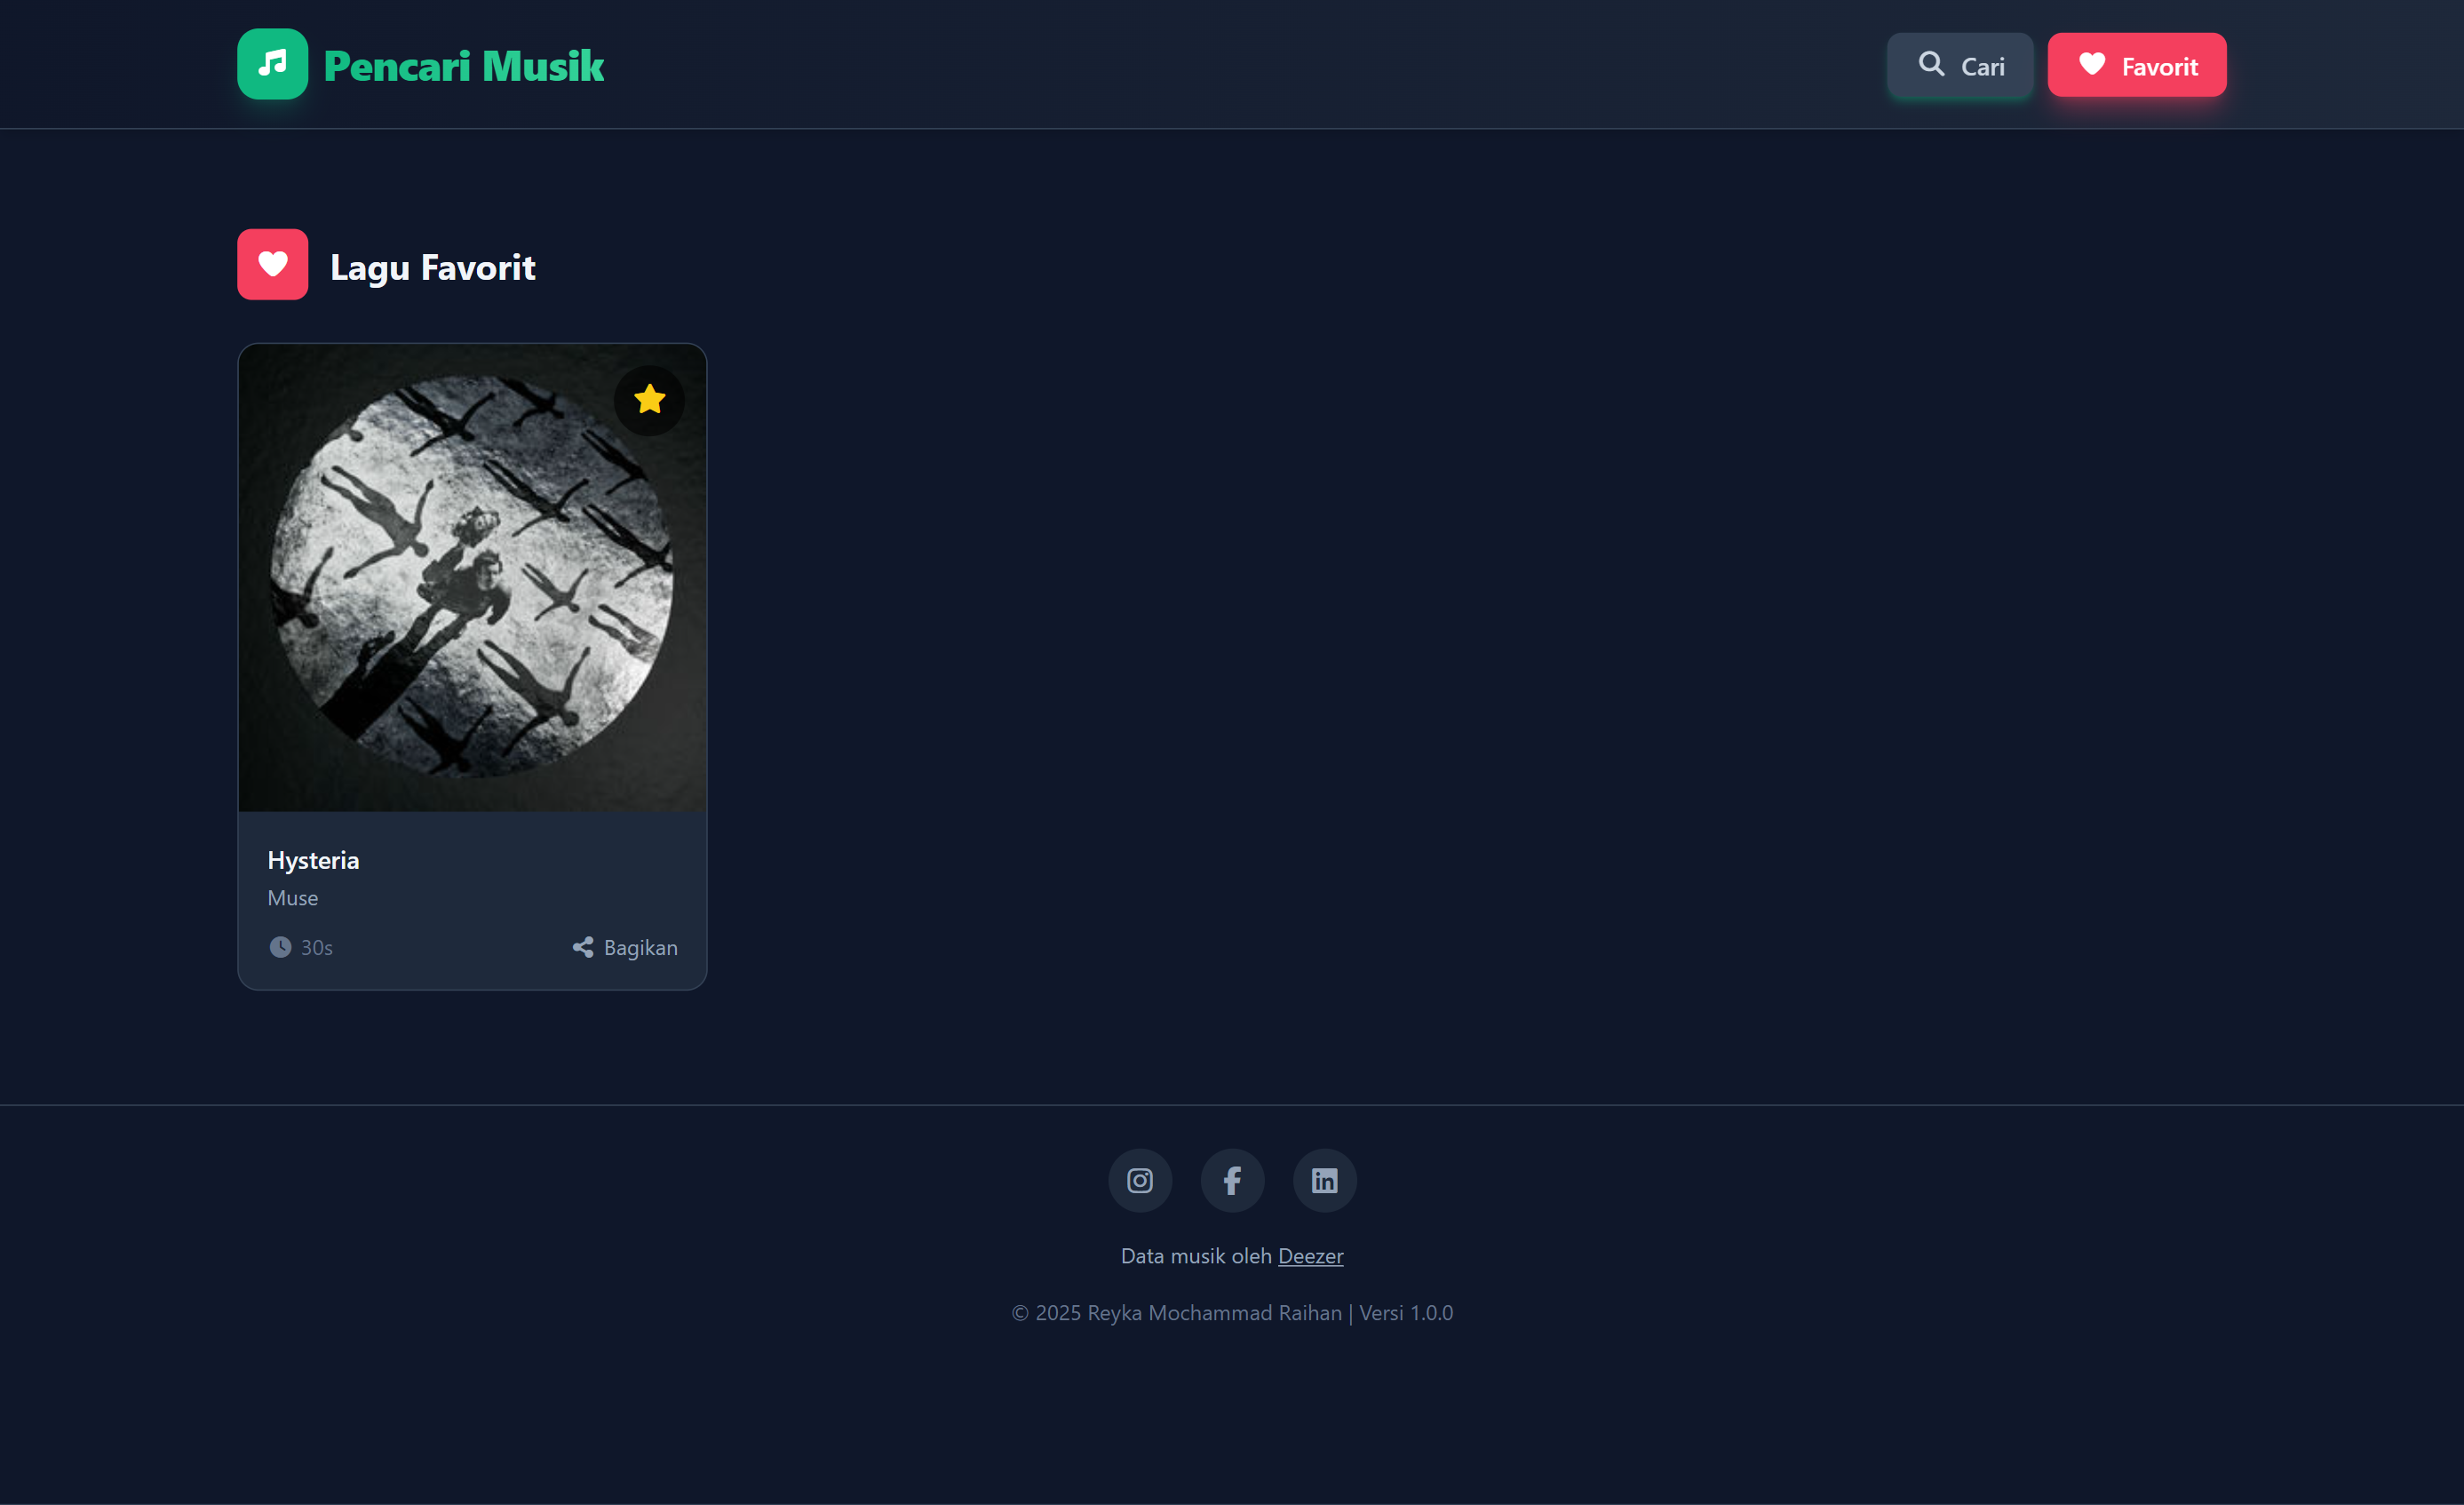 Pencari Musik
Cari
Favorit
Lagu Favorit
Hysteria
Muse
30s
Bagikan
Data musik oleh Deezer
© 2025 Reyka Mochammad Raihan | Versi 1.0.0